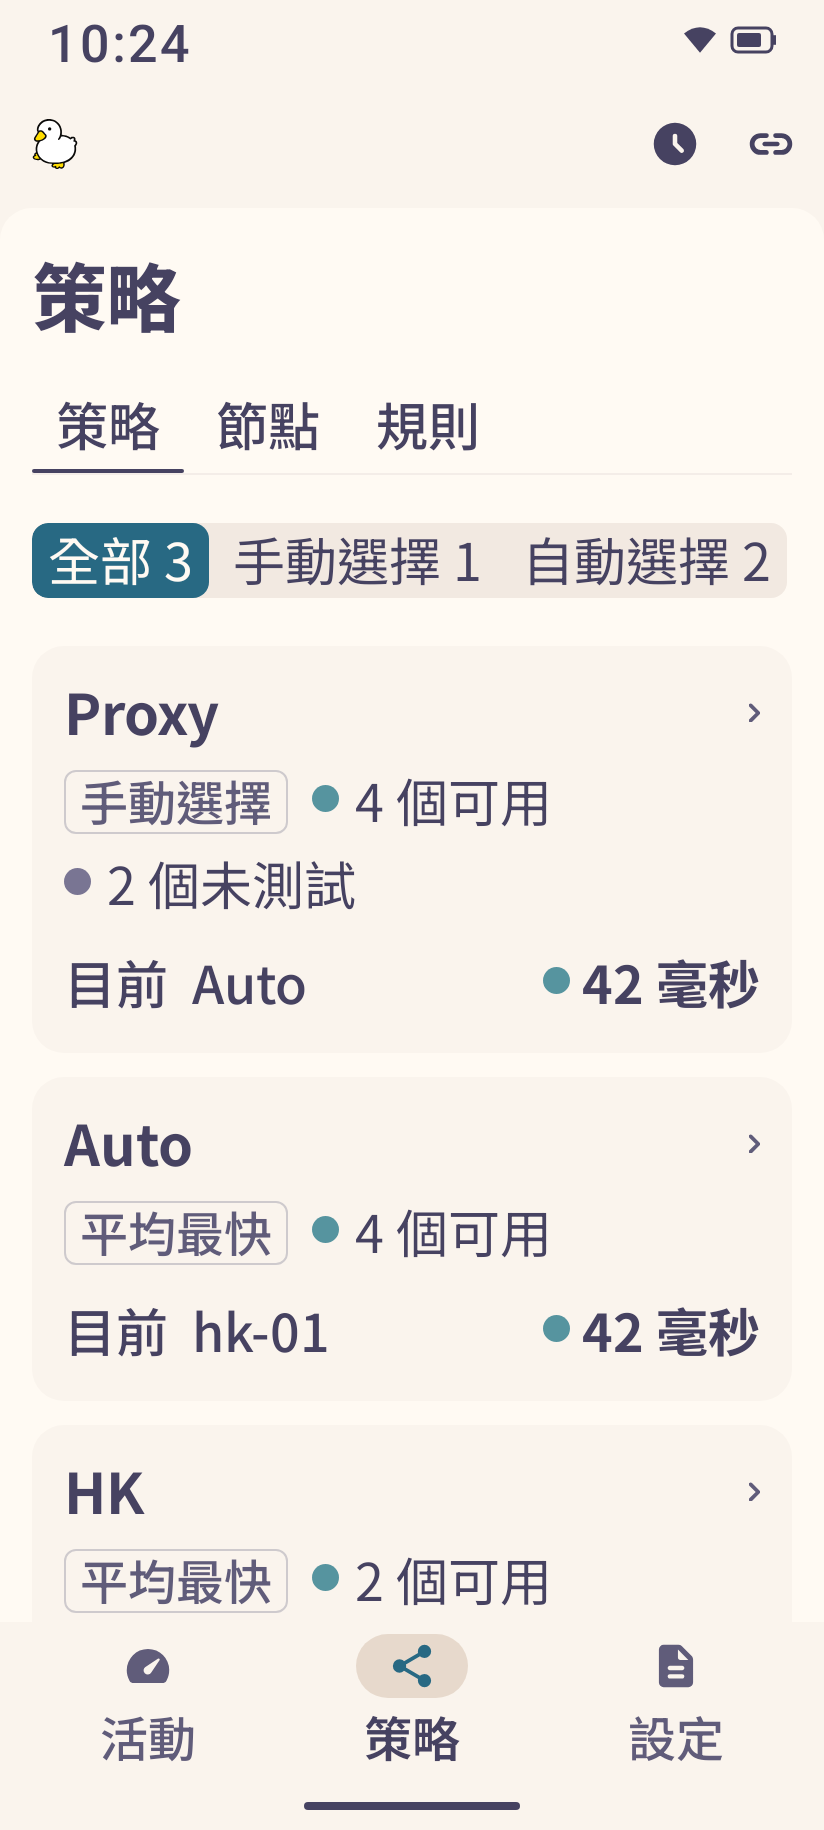 10:24
策略
策略 節點 規則
全部 3 手動選擇 1 自動選擇 2
Proxy
手動選擇 4 個可用
2 個未測試
目前 Auto 42 毫秒
Auto
平均最快 4 個可用
目前 hk-01 42 毫秒
HK
平均最快 2 個可用
活動 策略 設定